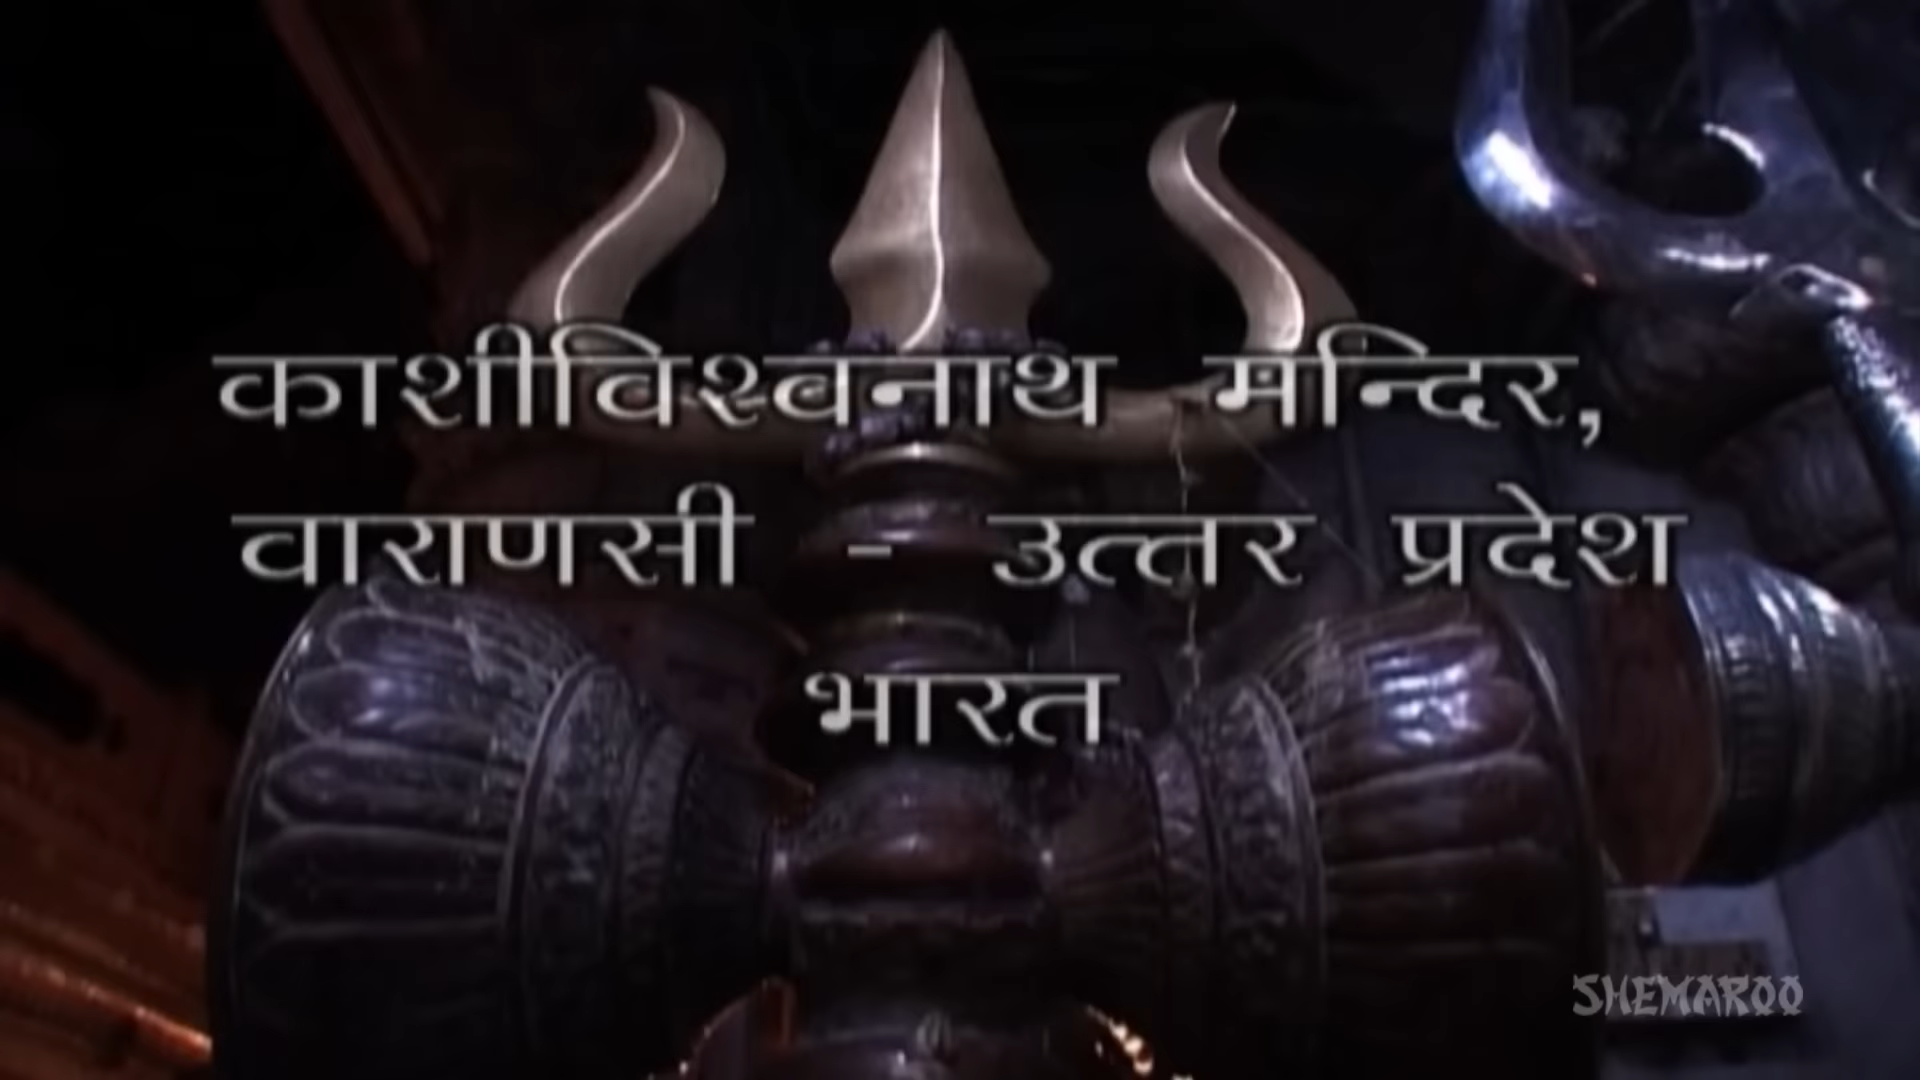 काशीविश्वनाथ मन्दिर,
वाराणसी - उत्तर प्रदेश
भारत
SHEMAROO